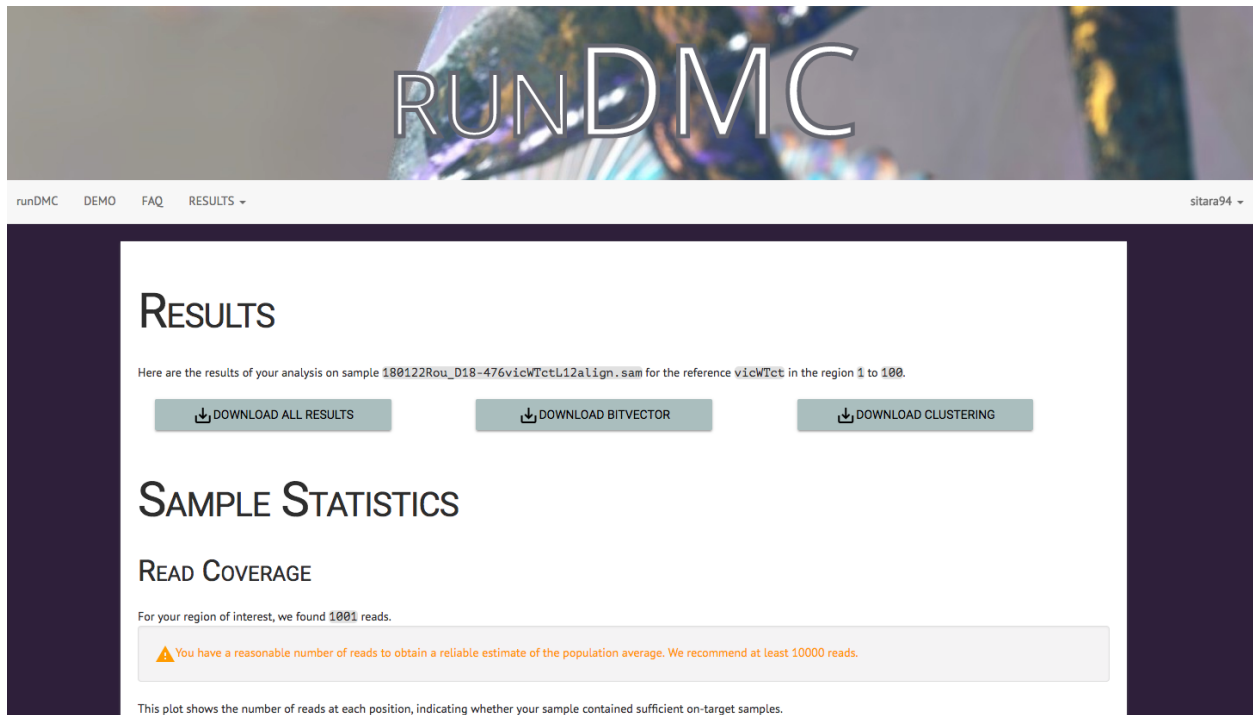 RUNDMC
runDMC DEMO FAQ RESULTS sitara94
RESULTS
Here are the results of your analysis on sample 180122Rou_D18-476vicWTctL12align.sam for the reference vicWTct in the region 1 to 100.
DOWNLOAD ALL RESULTS DOWNLOAD BITVECTOR DOWNLOAD CLUSTERING
SAMPLE STATISTICS
READ COVERAGE
For your region of interest, we found 1001 reads.
You have a reasonable number of reads to obtain a reliable estimate of the population average. We recommend at least 10000 reads.
This plot shows the number of reads at each position, indicating whether your sample contained sufficient on-target samples.